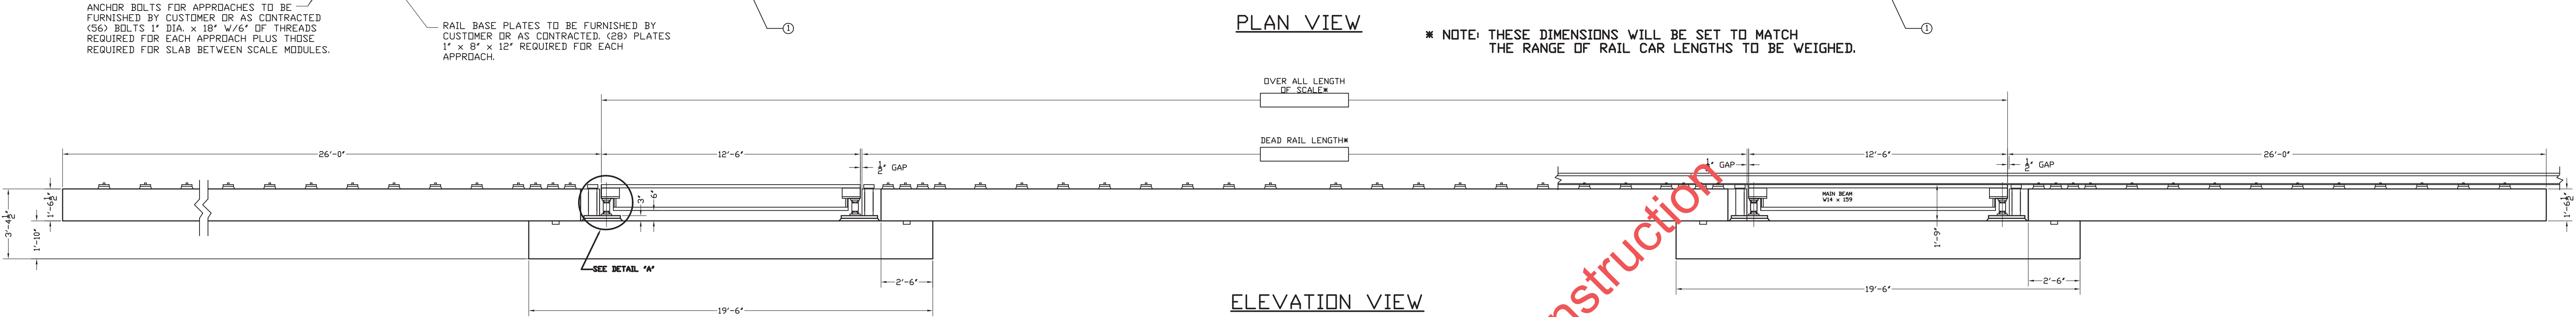 ANCHOR BOLTS FOR APPROACHES TO BE
FURNISHED BY CUSTOMER OR AS CONTRACTED
(56) BOLTS 1" DIA. x 18" W/6" OF THREADS
REQUIRED FOR EACH APPROACH PLUS THOSE
REQUIRED FOR SLAB BETWEEN SCALE MODULES.
RAIL BASE PLATES TO BE FURNISHED BY
CUSTOMER OR AS CONTRACTED. (28) PLATES
1" x 8" x 12" REQUIRED FOR EACH
APPROACH.
1
PLAN VIEW
* NOTE: THESE DIMENSIONS WILL BE SET TO MATCH
THE RANGE OF RAIL CAR LENGTHS TO BE WEIGHED.
1
OVER ALL LENGTH
OF SCALE*
DEAD RAIL LENGTH*
26'-0"
12'-6"
1/2" GAP
1/2" GAP
12'-6"
1/2" GAP
26'-0"
3'-4 1/2"
1'-6 1/2"
1'-10"
3"
6"
MAIN BEAM
W14 x 159
1'-9"
1'-6 1/2"
SEE DETAIL "A"
2'-6"
19'-6"
2'-6"
19'-6"
ELEVATION VIEW
nstruction